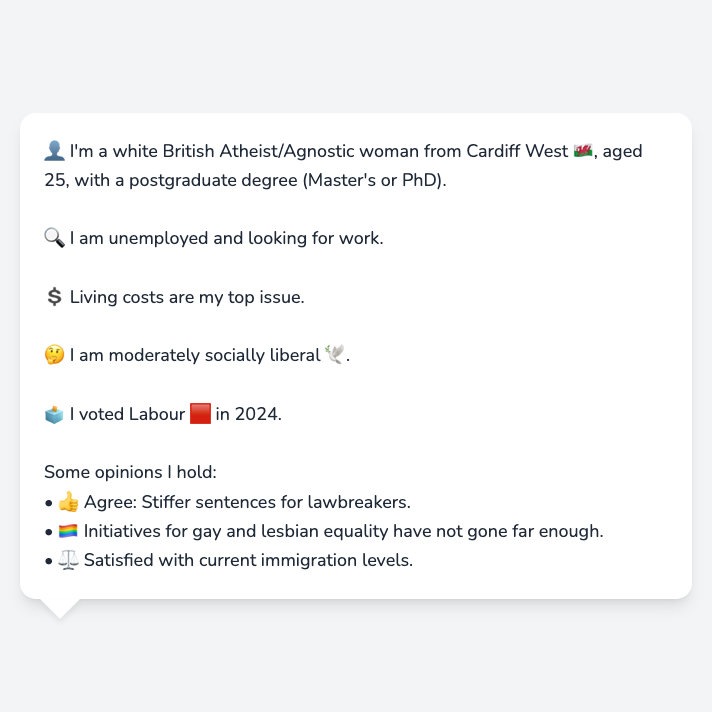 👤 I'm a white British Atheist/Agnostic woman from Cardiff West 🏴󠁧󠁢󠁷󠁬󠁳󠁿, aged
25, with a postgraduate degree (Master's or PhD).
🔍 I am unemployed and looking for work.
💲 Living costs are my top issue.
🤔 I am moderately socially liberal 🕊️.
🗳️ I voted Labour 🟥 in 2024.
Some opinions I hold:
• 👍 Agree: Stiffer sentences for lawbreakers.
• 🏳️‍🌈 Initiatives for gay and lesbian equality have not gone far enough.
• ⚖️ Satisfied with current immigration levels.